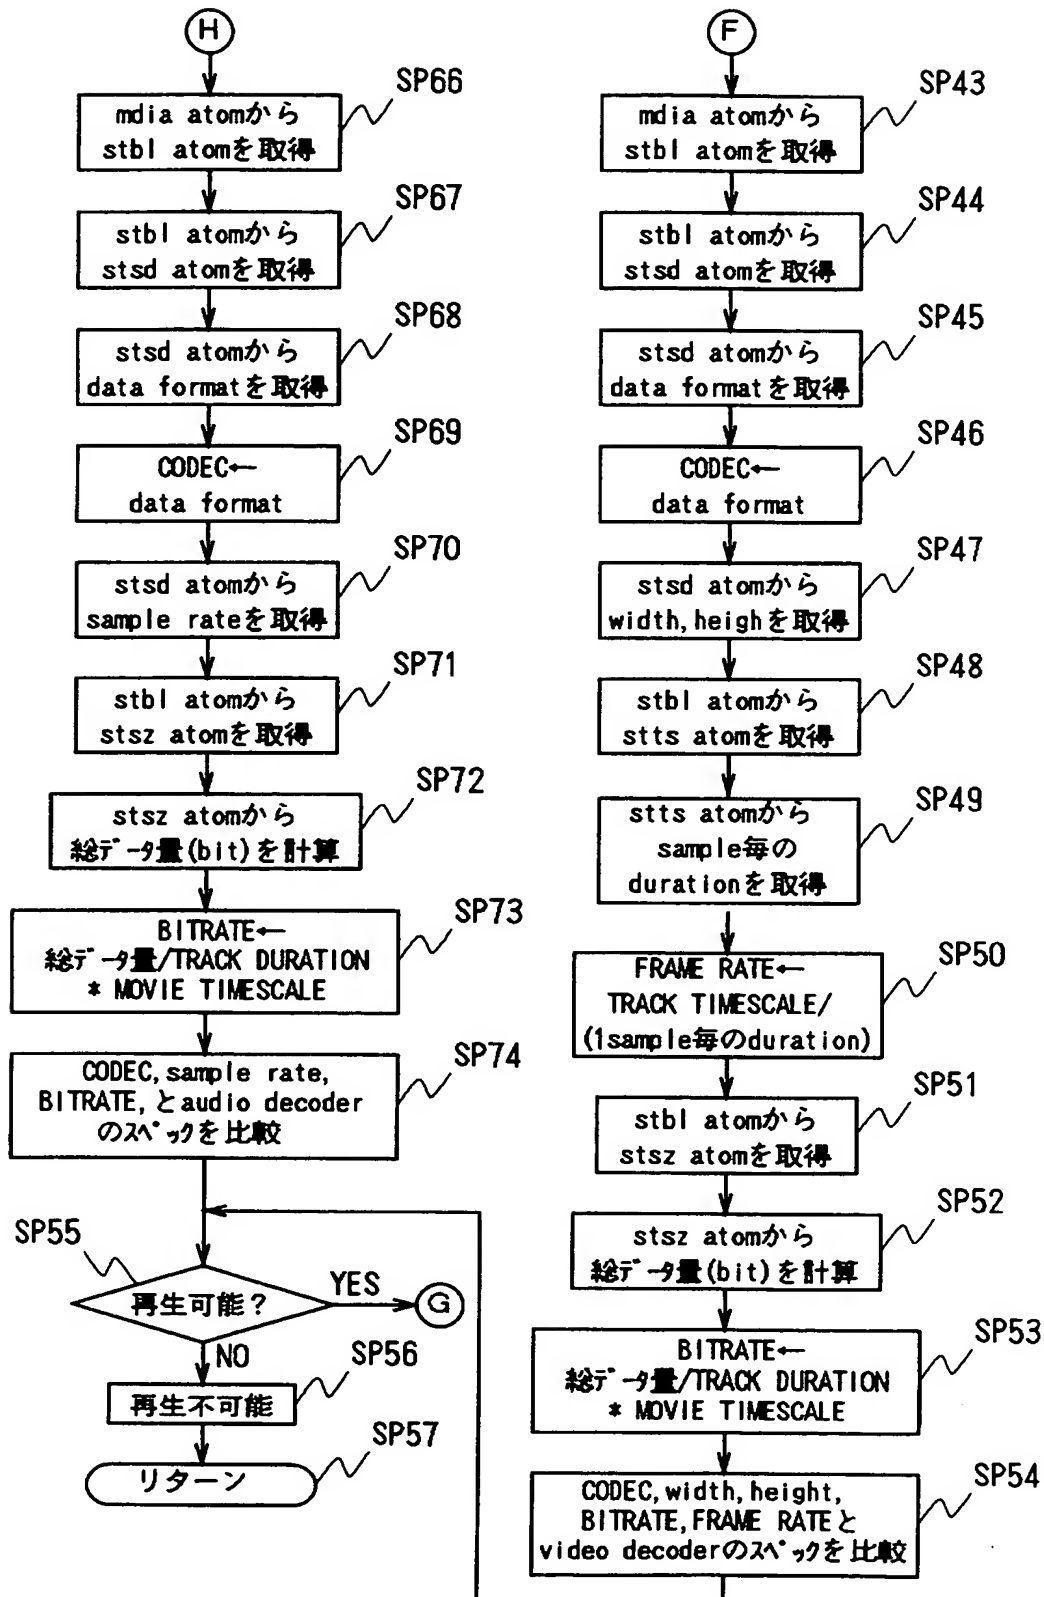 H
SP66
mdia atomから
stbl atomを取得
SP67
stbl atomから
stsd atomを取得
SP68
stsd atomから
data formatを取得
SP69
CODEC←
data format
SP70
stsd atomから
sample rateを取得
SP71
stbl atomから
stsz atomを取得
SP72
stsz atomから
総データ量(bit)を計算
SP73
BITRATE←
総データ量/TRACK DURATION
* MOVIE TIMESCALE
SP74
CODEC, sample rate,
BITRATE, とaudio decoder
のスペックを比較
SP55
再生可能?
YES
G
NO
SP56
再生不可能
SP57
リターン
F
SP43
mdia atomから
stbl atomを取得
SP44
stbl atomから
stsd atomを取得
SP45
stsd atomから
data formatを取得
SP46
CODEC←
data format
SP47
stsd atomから
width, heighを取得
SP48
stbl atomから
stts atomを取得
SP49
stts atomから
sample毎の
durationを取得
SP50
FRAME RATE←
TRACK TIMESCALE/
(1sample毎のduration)
SP51
stbl atomから
stsz atomを取得
SP52
stsz atomから
総データ量(bit)を計算
SP53
BITRATE←
総データ量/TRACK DURATION
* MOVIE TIMESCALE
SP54
CODEC, width, height,
BITRATE, FRAME RATEと
video decoderのスペックを比較